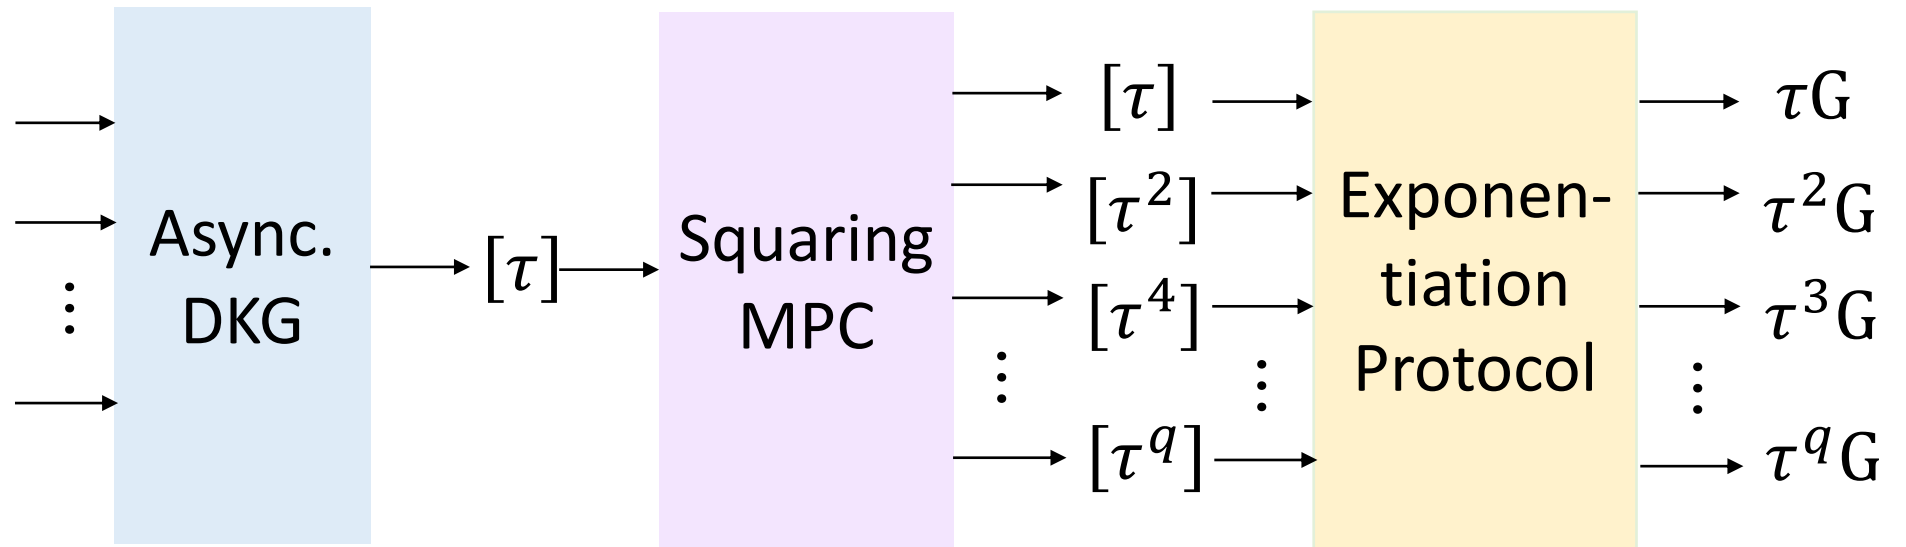 Async.
DKG
[τ]
Squaring
MPC
[τ]
[τ²]
[τ⁴]
⋮
[τ^q]
Exponen-
tiation
Protocol
τG
τ²G
τ³G
⋮
τ^qG